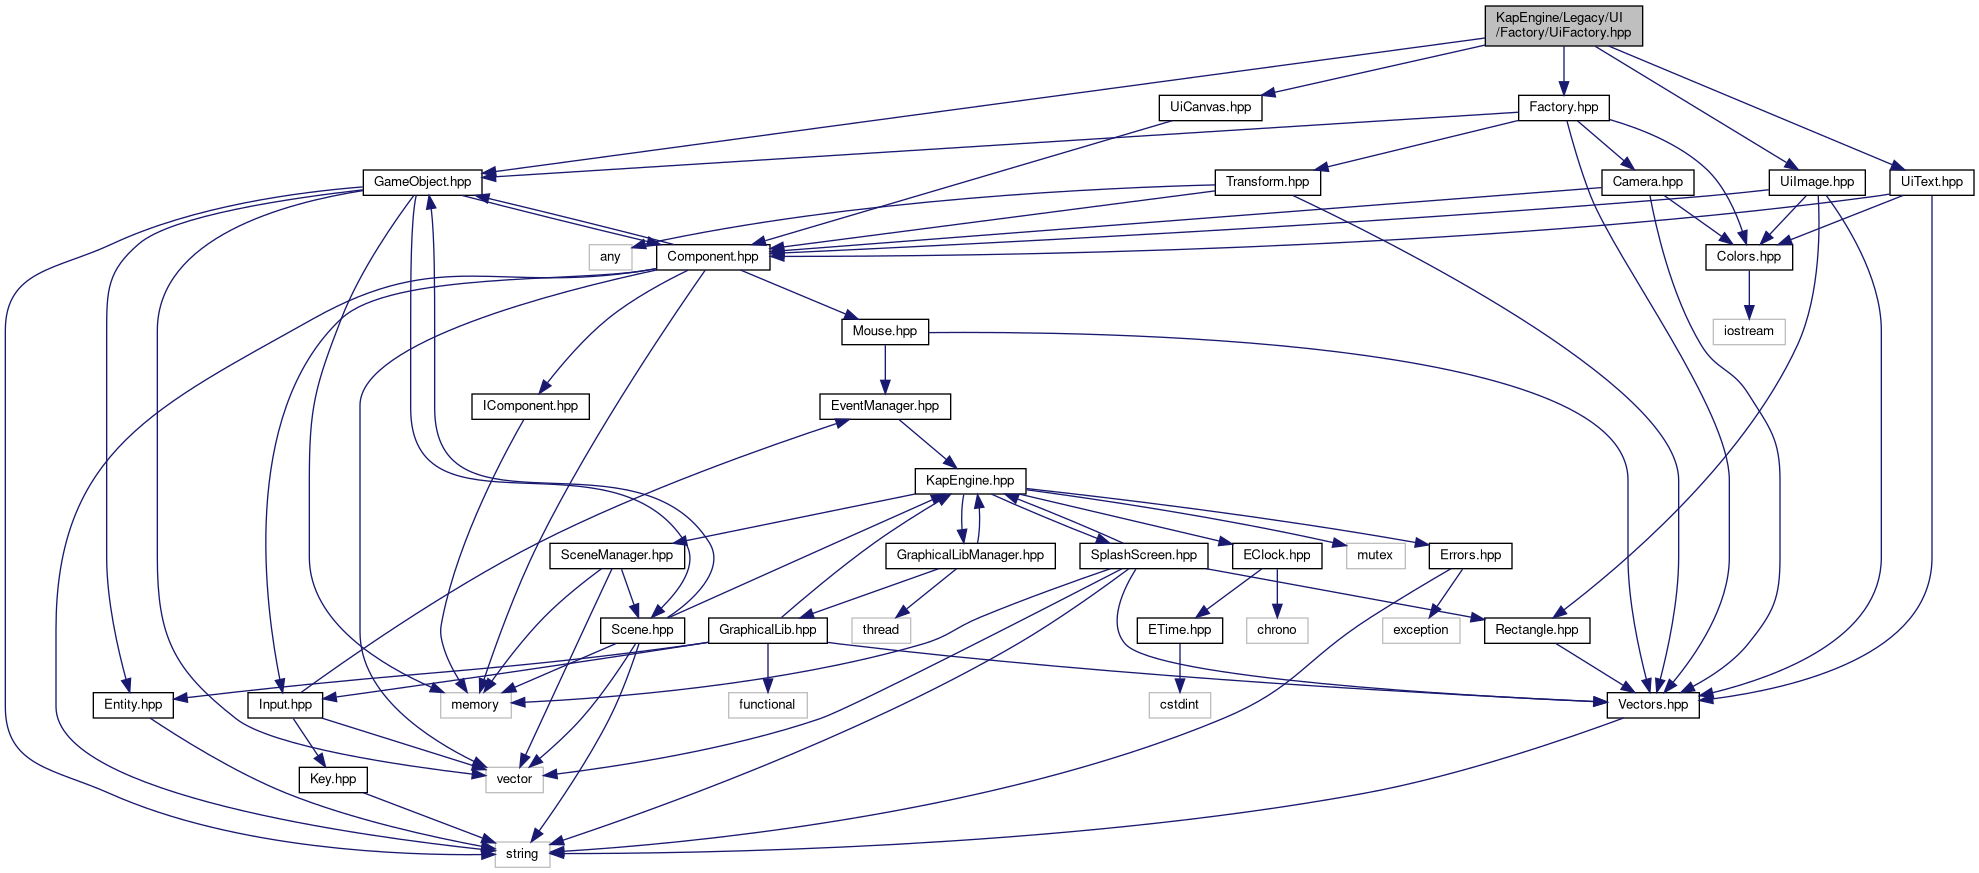 KapEngine/Legacy/UI
/Factory/UiFactory.hpp
UiCanvas.hpp
Factory.hpp
GameObject.hpp
Transform.hpp
Camera.hpp
UiImage.hpp
UiText.hpp
any
Component.hpp
Colors.hpp
Mouse.hpp
iostream
IComponent.hpp
EventManager.hpp
KapEngine.hpp
SceneManager.hpp
GraphicalLibManager.hpp
SplashScreen.hpp
EClock.hpp
mutex
Errors.hpp
Scene.hpp
GraphicalLib.hpp
thread
ETime.hpp
chrono
exception
Rectangle.hpp
Entity.hpp
Input.hpp
memory
functional
cstdint
Vectors.hpp
Key.hpp
vector
string